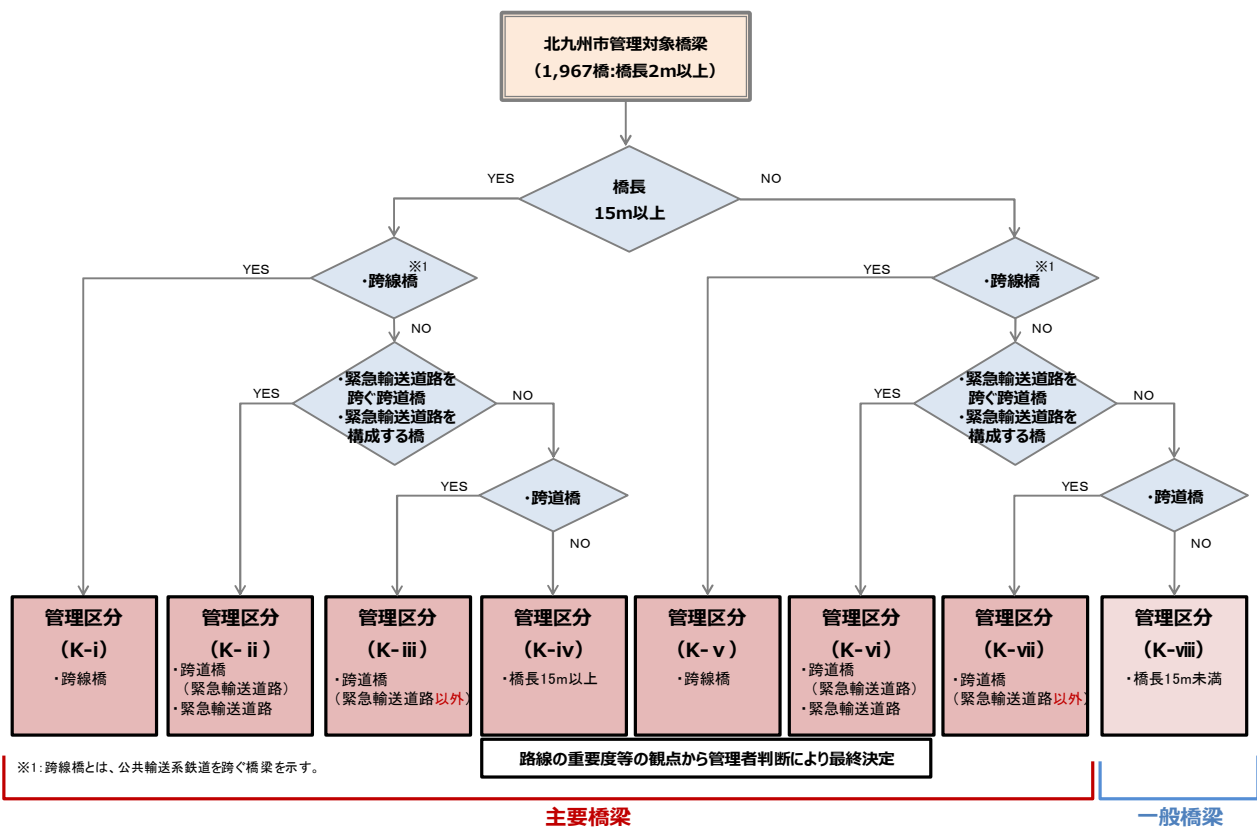 北九州市管理対象橋梁
（1,967橋:橋長2m以上）
橋長
15m以上
YES
NO
・跨線橋
※1
YES
NO
・跨線橋
※1
YES
NO
・緊急輸送道路を
跨ぐ跨道橋
・緊急輸送道路を
構成する橋
YES
NO
・緊急輸送道路を
跨ぐ跨道橋
・緊急輸送道路を
構成する橋
YES
NO
・跨道橋
YES
NO
・跨道橋
YES
NO
管理区分
（K-ⅰ）
・跨線橋
管理区分
（K-ⅱ）
・跨道橋
（緊急輸送道路）
・緊急輸送道路
管理区分
（K-ⅲ）
・跨道橋
（緊急輸送道路以外）
管理区分
（K-ⅳ）
・橋長15m以上
管理区分
（K-ⅴ）
・跨線橋
管理区分
（K-ⅵ）
・跨道橋
（緊急輸送道路）
・緊急輸送道路
管理区分
（K-ⅶ）
・跨道橋
（緊急輸送道路以外）
管理区分
（K-ⅷ）
・橋長15m未満
路線の重要度等の観点から管理者判断により最終決定
※1：跨線橋とは、公共輸送系鉄道を跨ぐ橋梁を示す。
主要橋梁
一般橋梁